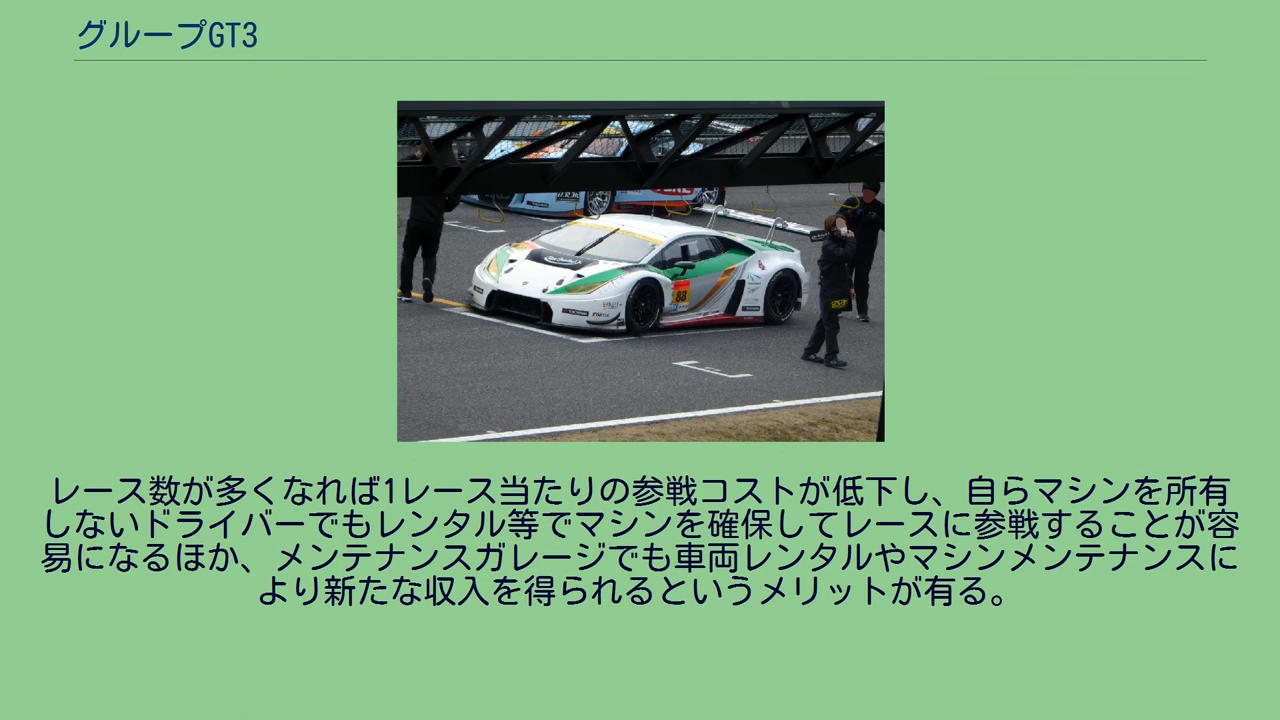 グループGT3
88
レース数が多くなれば1レース当たりの参戦コストが低下し、自らマシンを所有
しないドライバーでもレンタル等でマシンを確保してレースに参戦することが容
易になるほか、メンテナンスガレージでも車両レンタルやマシンメンテナンスに
より新たな収入を得られるというメリットが有る。